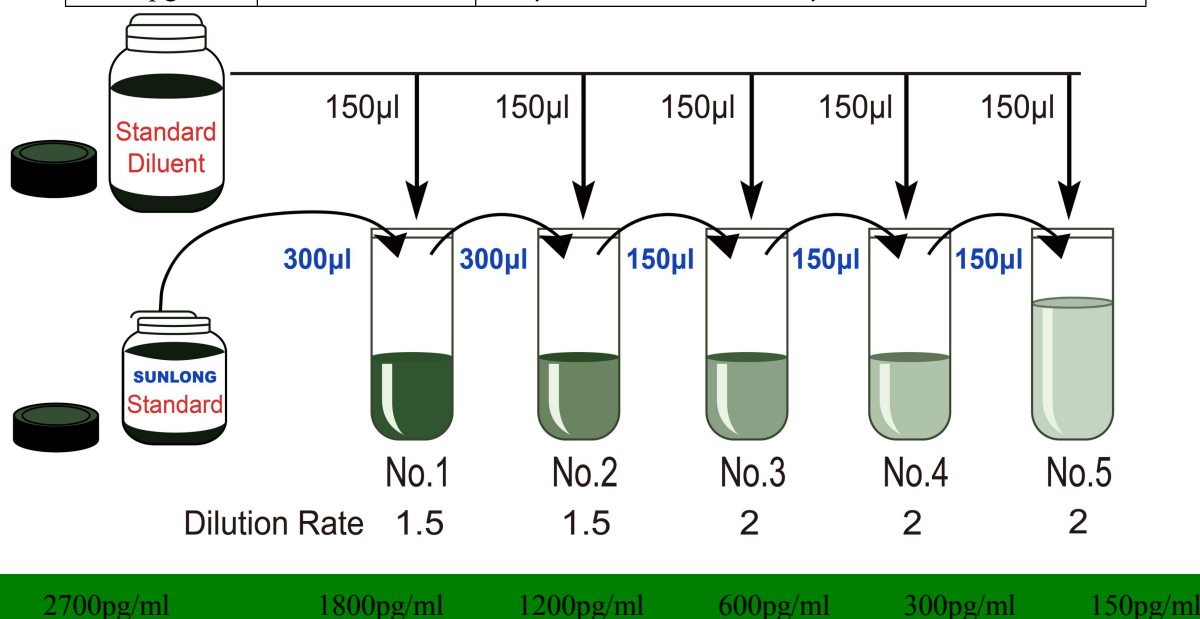 150µl 150µl 150µl 150µl 150µl
Standard
Diluent
300µl 300µl 150µl 150µl 150µl
SUNLONG
Standard
No.1 No.2 No.3 No.4 No.5
Dilution Rate 1.5 1.5 2 2 2
2700pg/ml 1800pg/ml 1200pg/ml 600pg/ml 300pg/ml 150pg/ml